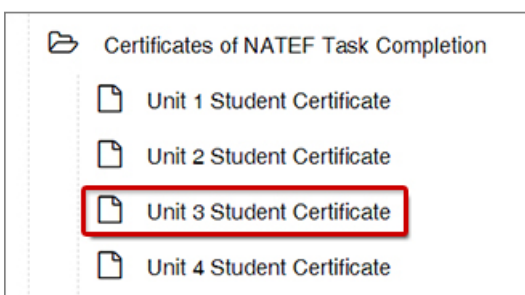 Certificates of NATEF Task Completion
Unit 1 Student Certificate
Unit 2 Student Certificate
Unit 3 Student Certificate
Unit 4 Student Certificate